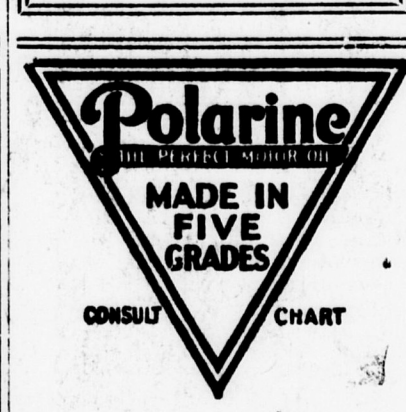 Polarine
THE PERFECT MOTOR OIL
MADE IN
FIVE
GRADES
CONSULT CHART